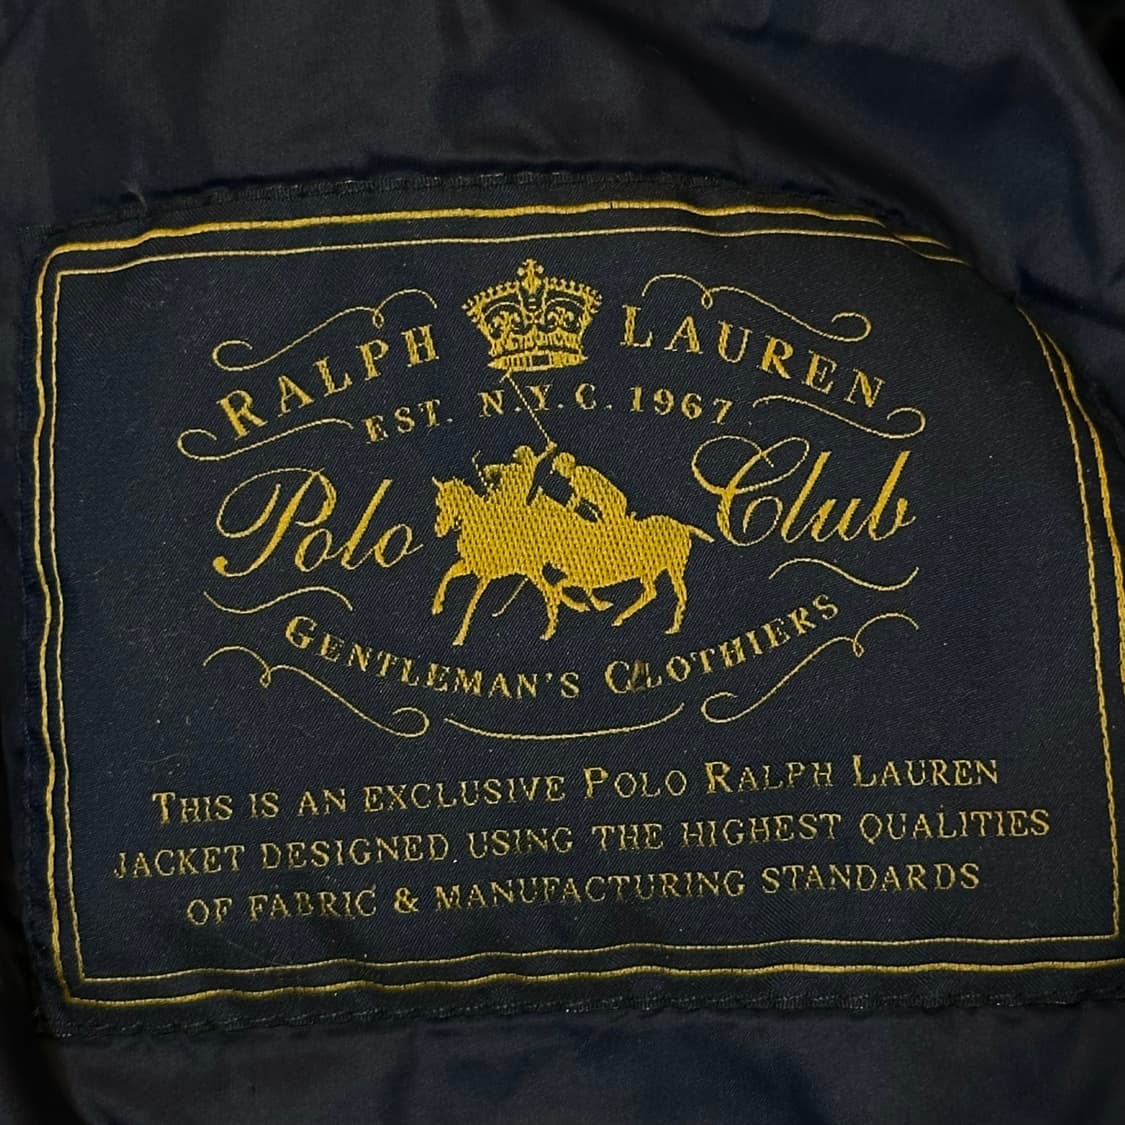 RALPH LAUREN
EST. N.Y.C. 1967
Polo Club
GENTLEMAN'S CLOTHIERS
THIS IS AN EXCLUSIVE POLO RALPH LAUREN
JACKET DESIGNED USING THE HIGHEST QUALITIES
OF FABRIC & MANUFACTURING STANDARDS